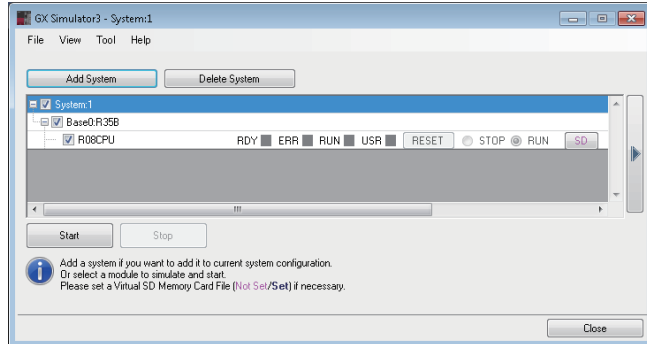 GX Simulator3 - System:1
File View Tool Help
Add System Delete System
System:1
Base0:R35B
R08CPU RDY ERR RUN USR RESET STOP RUN SD
Start Stop
Add a system if you want to add it to current system configuration.
Or select a module to simulate and start.
Please set a Virtual SD Memory Card File (Not Set/Set) if necessary.
Close